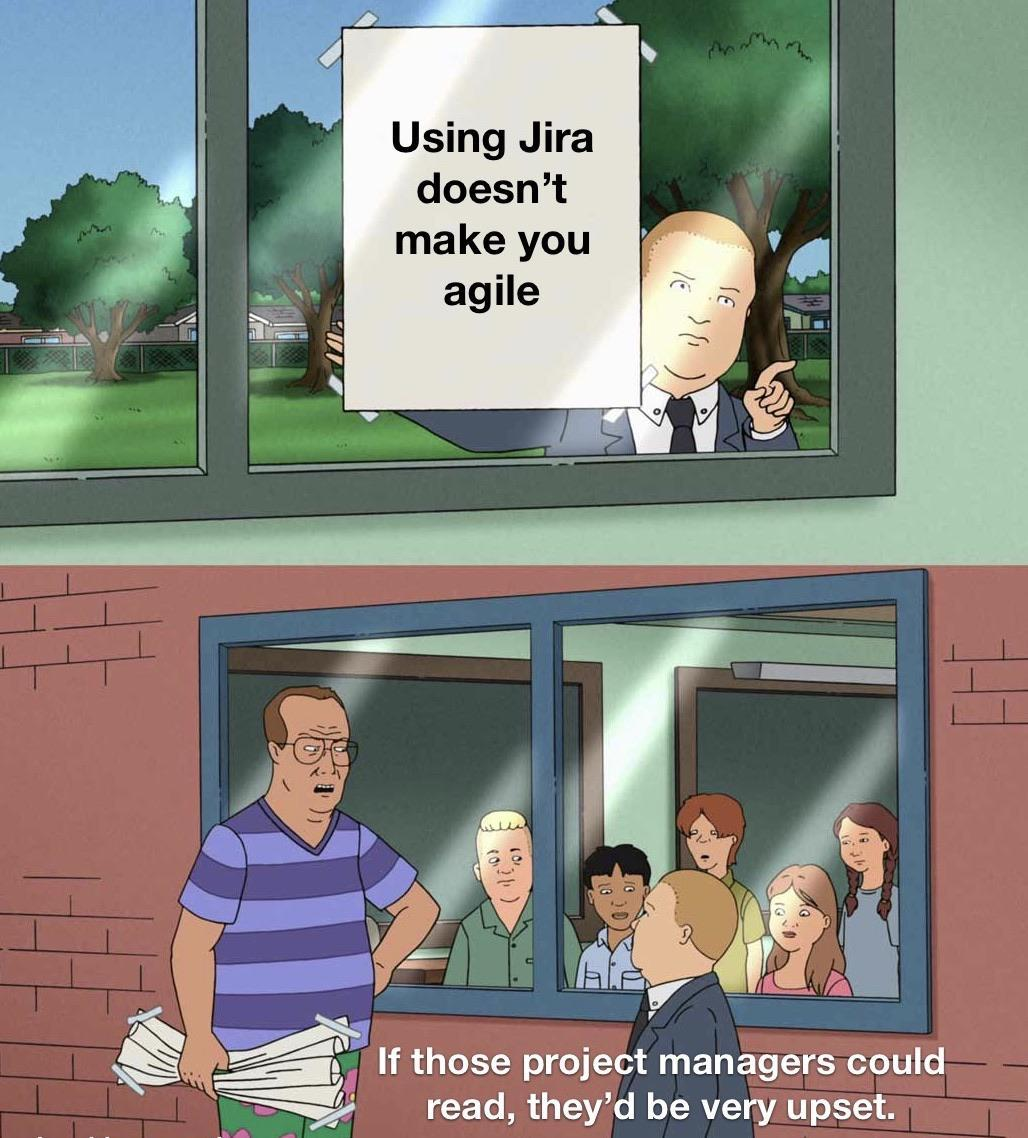 Using Jira
doesn’t
make you
agile
If those project managers could
read, they’d be very upset.